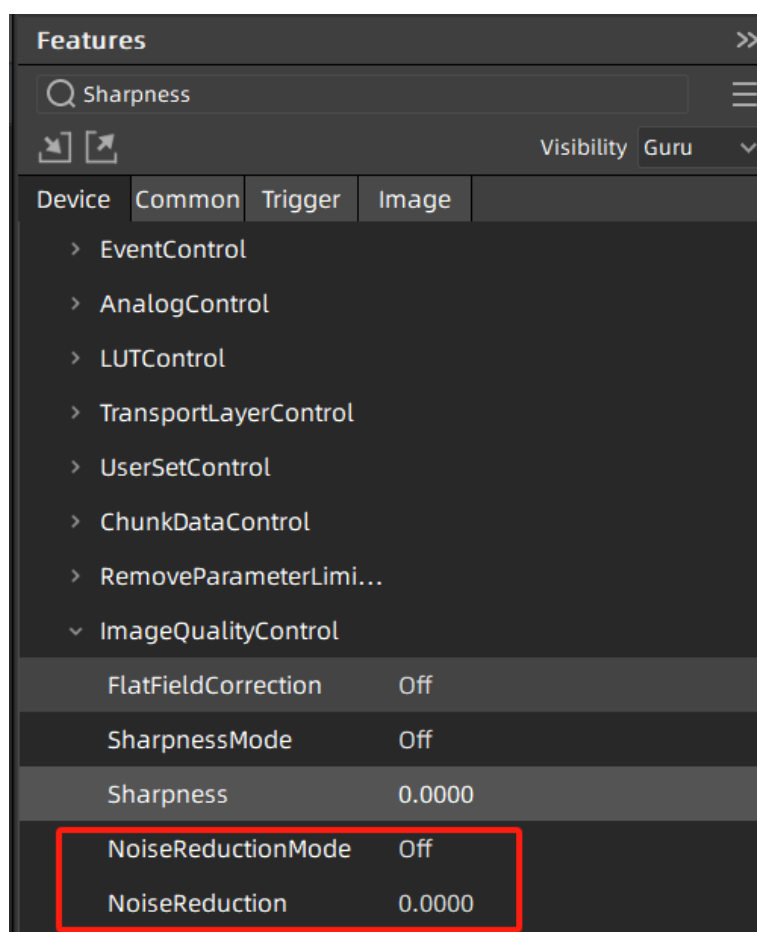 Features
Sharpness
Visibility Guru
Device Common Trigger Image
EventControl
AnalogControl
LUTControl
TransportLayerControl
UserSetControl
ChunkDataControl
RemoveParameterLimi...
ImageQualityControl
FlatFieldCorrection Off
SharpnessMode Off
Sharpness 0.0000
NoiseReductionMode Off
NoiseReduction 0.0000